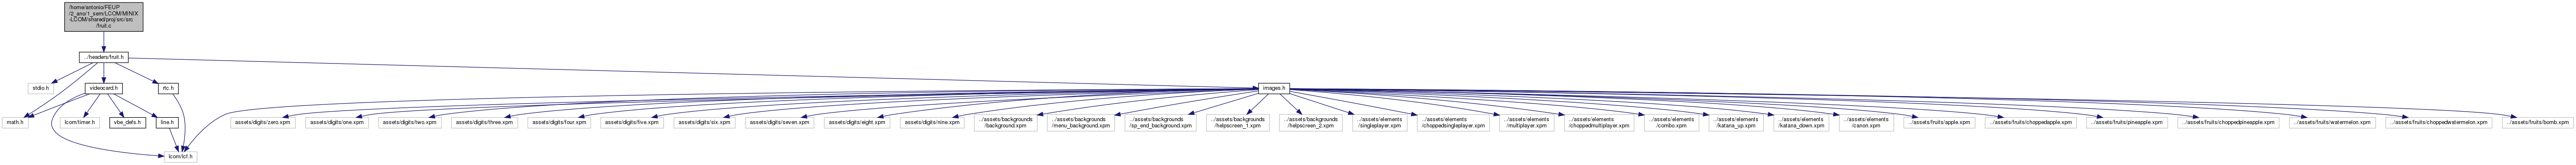 /home/antonio/FEUP
/2_ano/1_sem/LCOM/MINIX
-LCOM/shared/proj/src/src
/fruit.c
../headers/fruit.h
stdio.h
videocard.h
rtc.h
images.h
math.h
lcom/timer.h
vbe_defs.h
line.h
assets/digits/zero.xpm
assets/digits/one.xpm
assets/digits/two.xpm
assets/digits/three.xpm
assets/digits/four.xpm
assets/digits/five.xpm
assets/digits/six.xpm
assets/digits/seven.xpm
assets/digits/eight.xpm
assets/digits/nine.xpm
../assets/backgrounds
/background.xpm
../assets/backgrounds
/menu_background.xpm
../assets/backgrounds
/sp_end_background.xpm
../assets/backgrounds
/helpscreen_1.xpm
../assets/backgrounds
/helpscreen_2.xpm
../assets/elements
/singleplayer.xpm
../assets/elements
/choppedsingleplayer.xpm
../assets/elements
/multiplayer.xpm
../assets/elements
/choppedmultiplayer.xpm
../assets/elements
/combo.xpm
../assets/elements
/katana_up.xpm
../assets/elements
/katana_down.xpm
../assets/elements
/canon.xpm
../assets/fruits/apple.xpm
../assets/fruits/choppedapple.xpm
../assets/fruits/pineapple.xpm
../assets/fruits/choppedpineapple.xpm
../assets/fruits/watermelon.xpm
../assets/fruits/choppedwatermelon.xpm
../assets/fruits/bomb.xpm
lcom/lcf.h